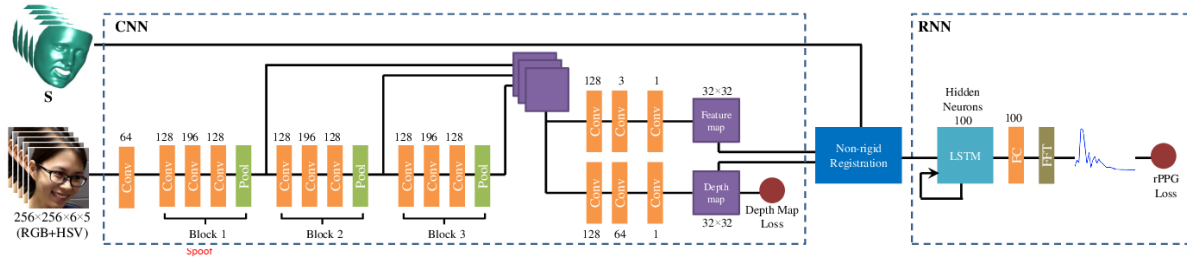 CNN
RNN
S
256×256×6×5
(RGB+HSV)
64
Conv
128 196 128
Conv Conv Conv Pool
Block 1
Spoof
128 196 128
Conv Conv Conv Pool
Block 2
128 196 128
Conv Conv Conv Pool
Block 3
128 3 1
Conv Conv Conv
32×32
Feature
map
Conv Conv Conv
128 64 1
Depth
map
32×32
Depth Map
Loss
Non-rigid
Registration
Hidden
Neurons
100
LSTM
100
FC
FFT
rPPG
Loss